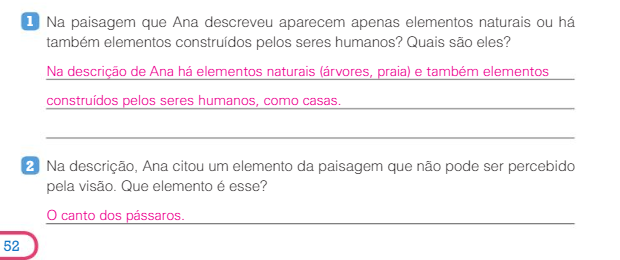 1 Na paisagem que Ana descreveu aparecem apenas elementos naturais ou há
também elementos construídos pelos seres humanos? Quais são eles?
Na descrição de Ana há elementos naturais (árvores, praia) e também elementos
construídos pelos seres humanos, como casas.
2 Na descrição, Ana citou um elemento da paisagem que não pode ser percebido
pela visão. Que elemento é esse?
O canto dos pássaros.
52